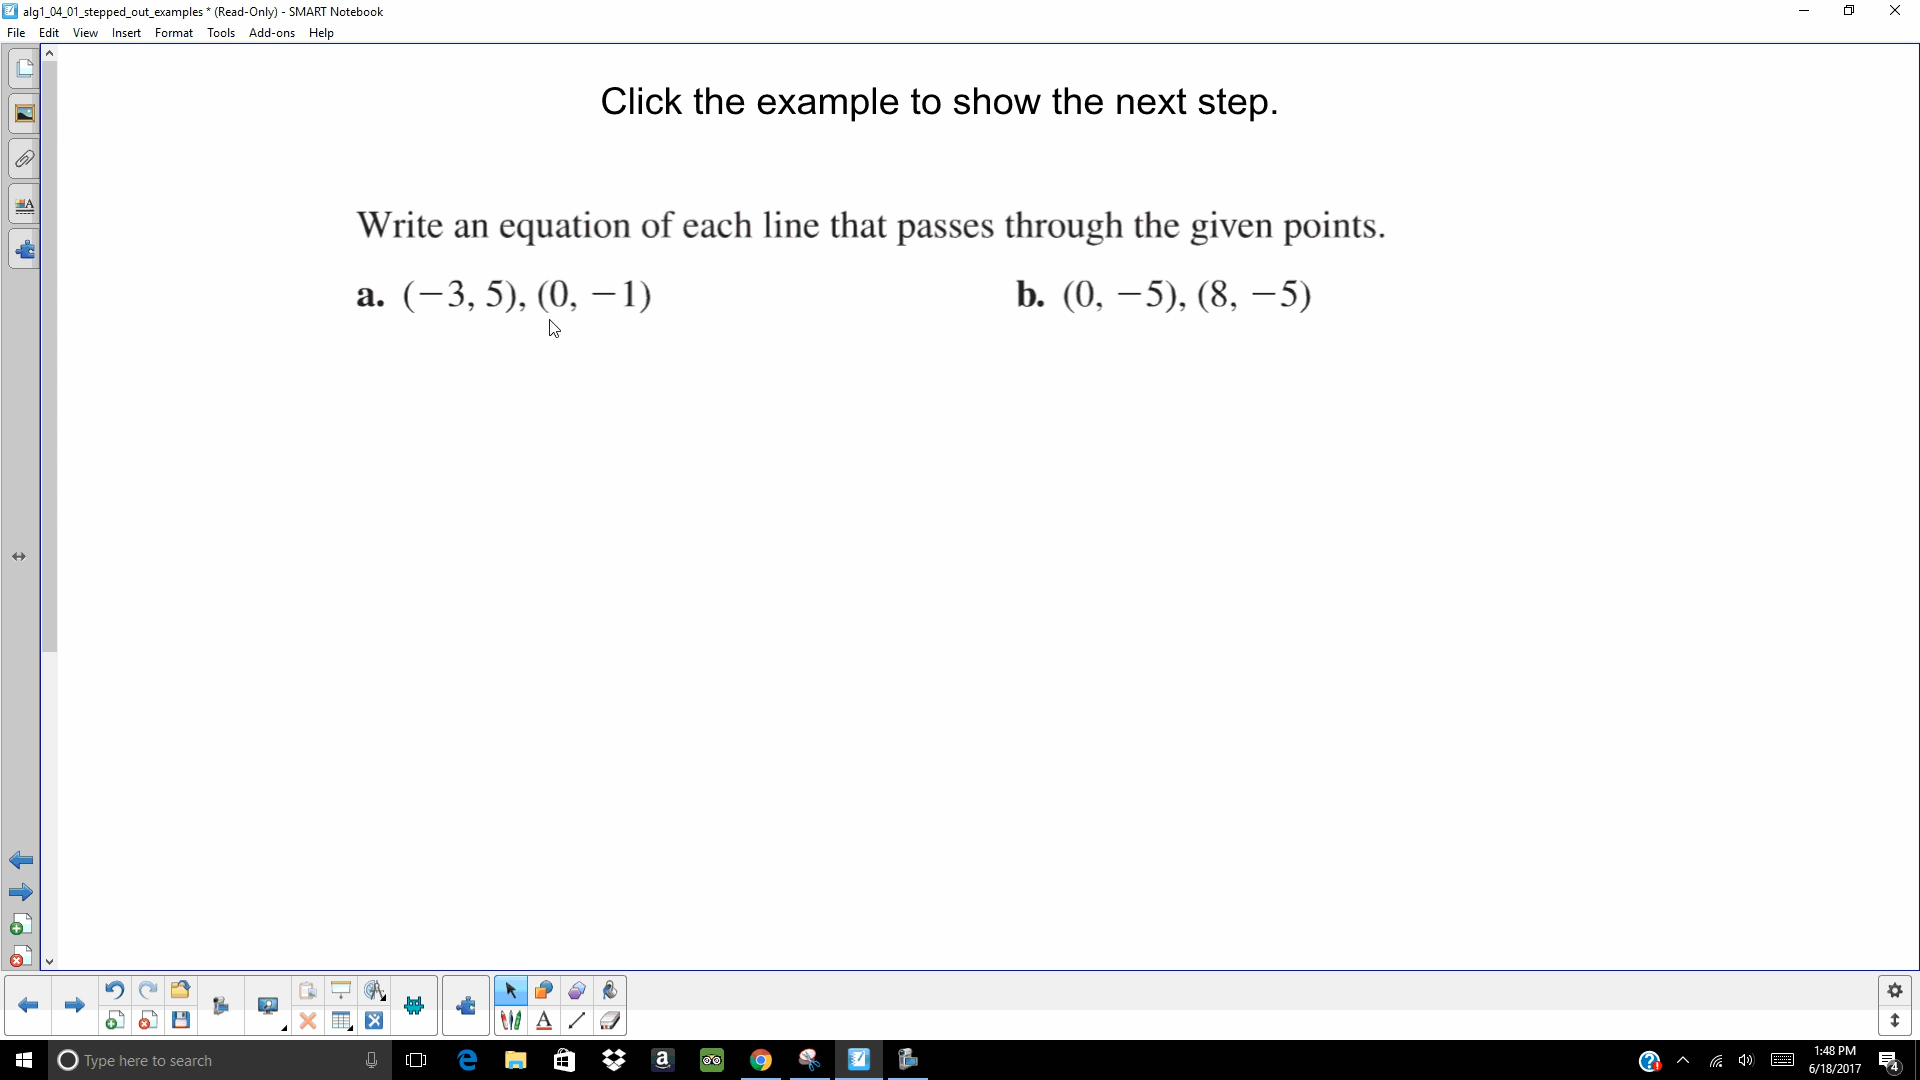 alg1_04_01_stepped_out_examples * (Read-Only) - SMART Notebook
File Edit View Insert Format Tools Add-ons Help
Click the example to show the next step.
Write an equation of each line that passes through the given points.
a. (−3, 5), (0, −1) b. (0, −5), (8, −5)
Type here to search
1:48 PM
6/18/2017
4